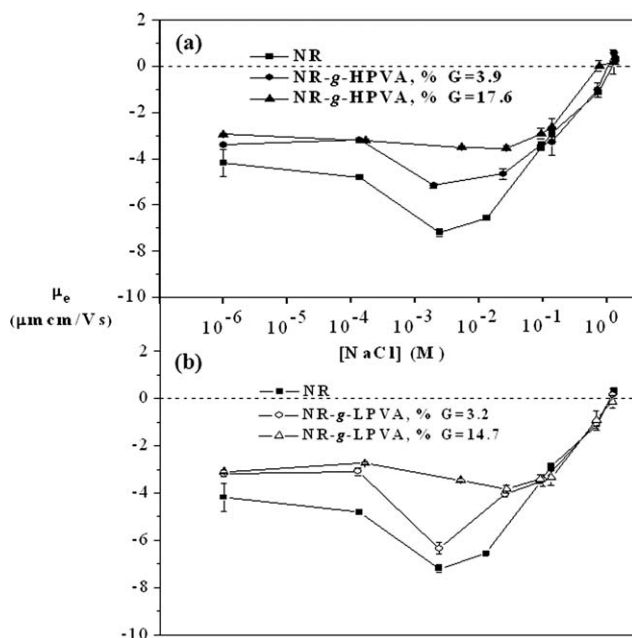 2
0
-2
-4
-6
-8
-10
(a)
NR
NR-g-HPVA, % G=3.9
NR-g-HPVA, % G=17.6
μe
(μm cm/Vs)
10-6 10-5 10-4 10-3 10-2 10-1 100
[NaCl] (M)
2
0
-2
-4
-6
-8
-10
(b)
NR
NR-g-LPVA, % G=3.2
NR-g-LPVA, % G=14.7